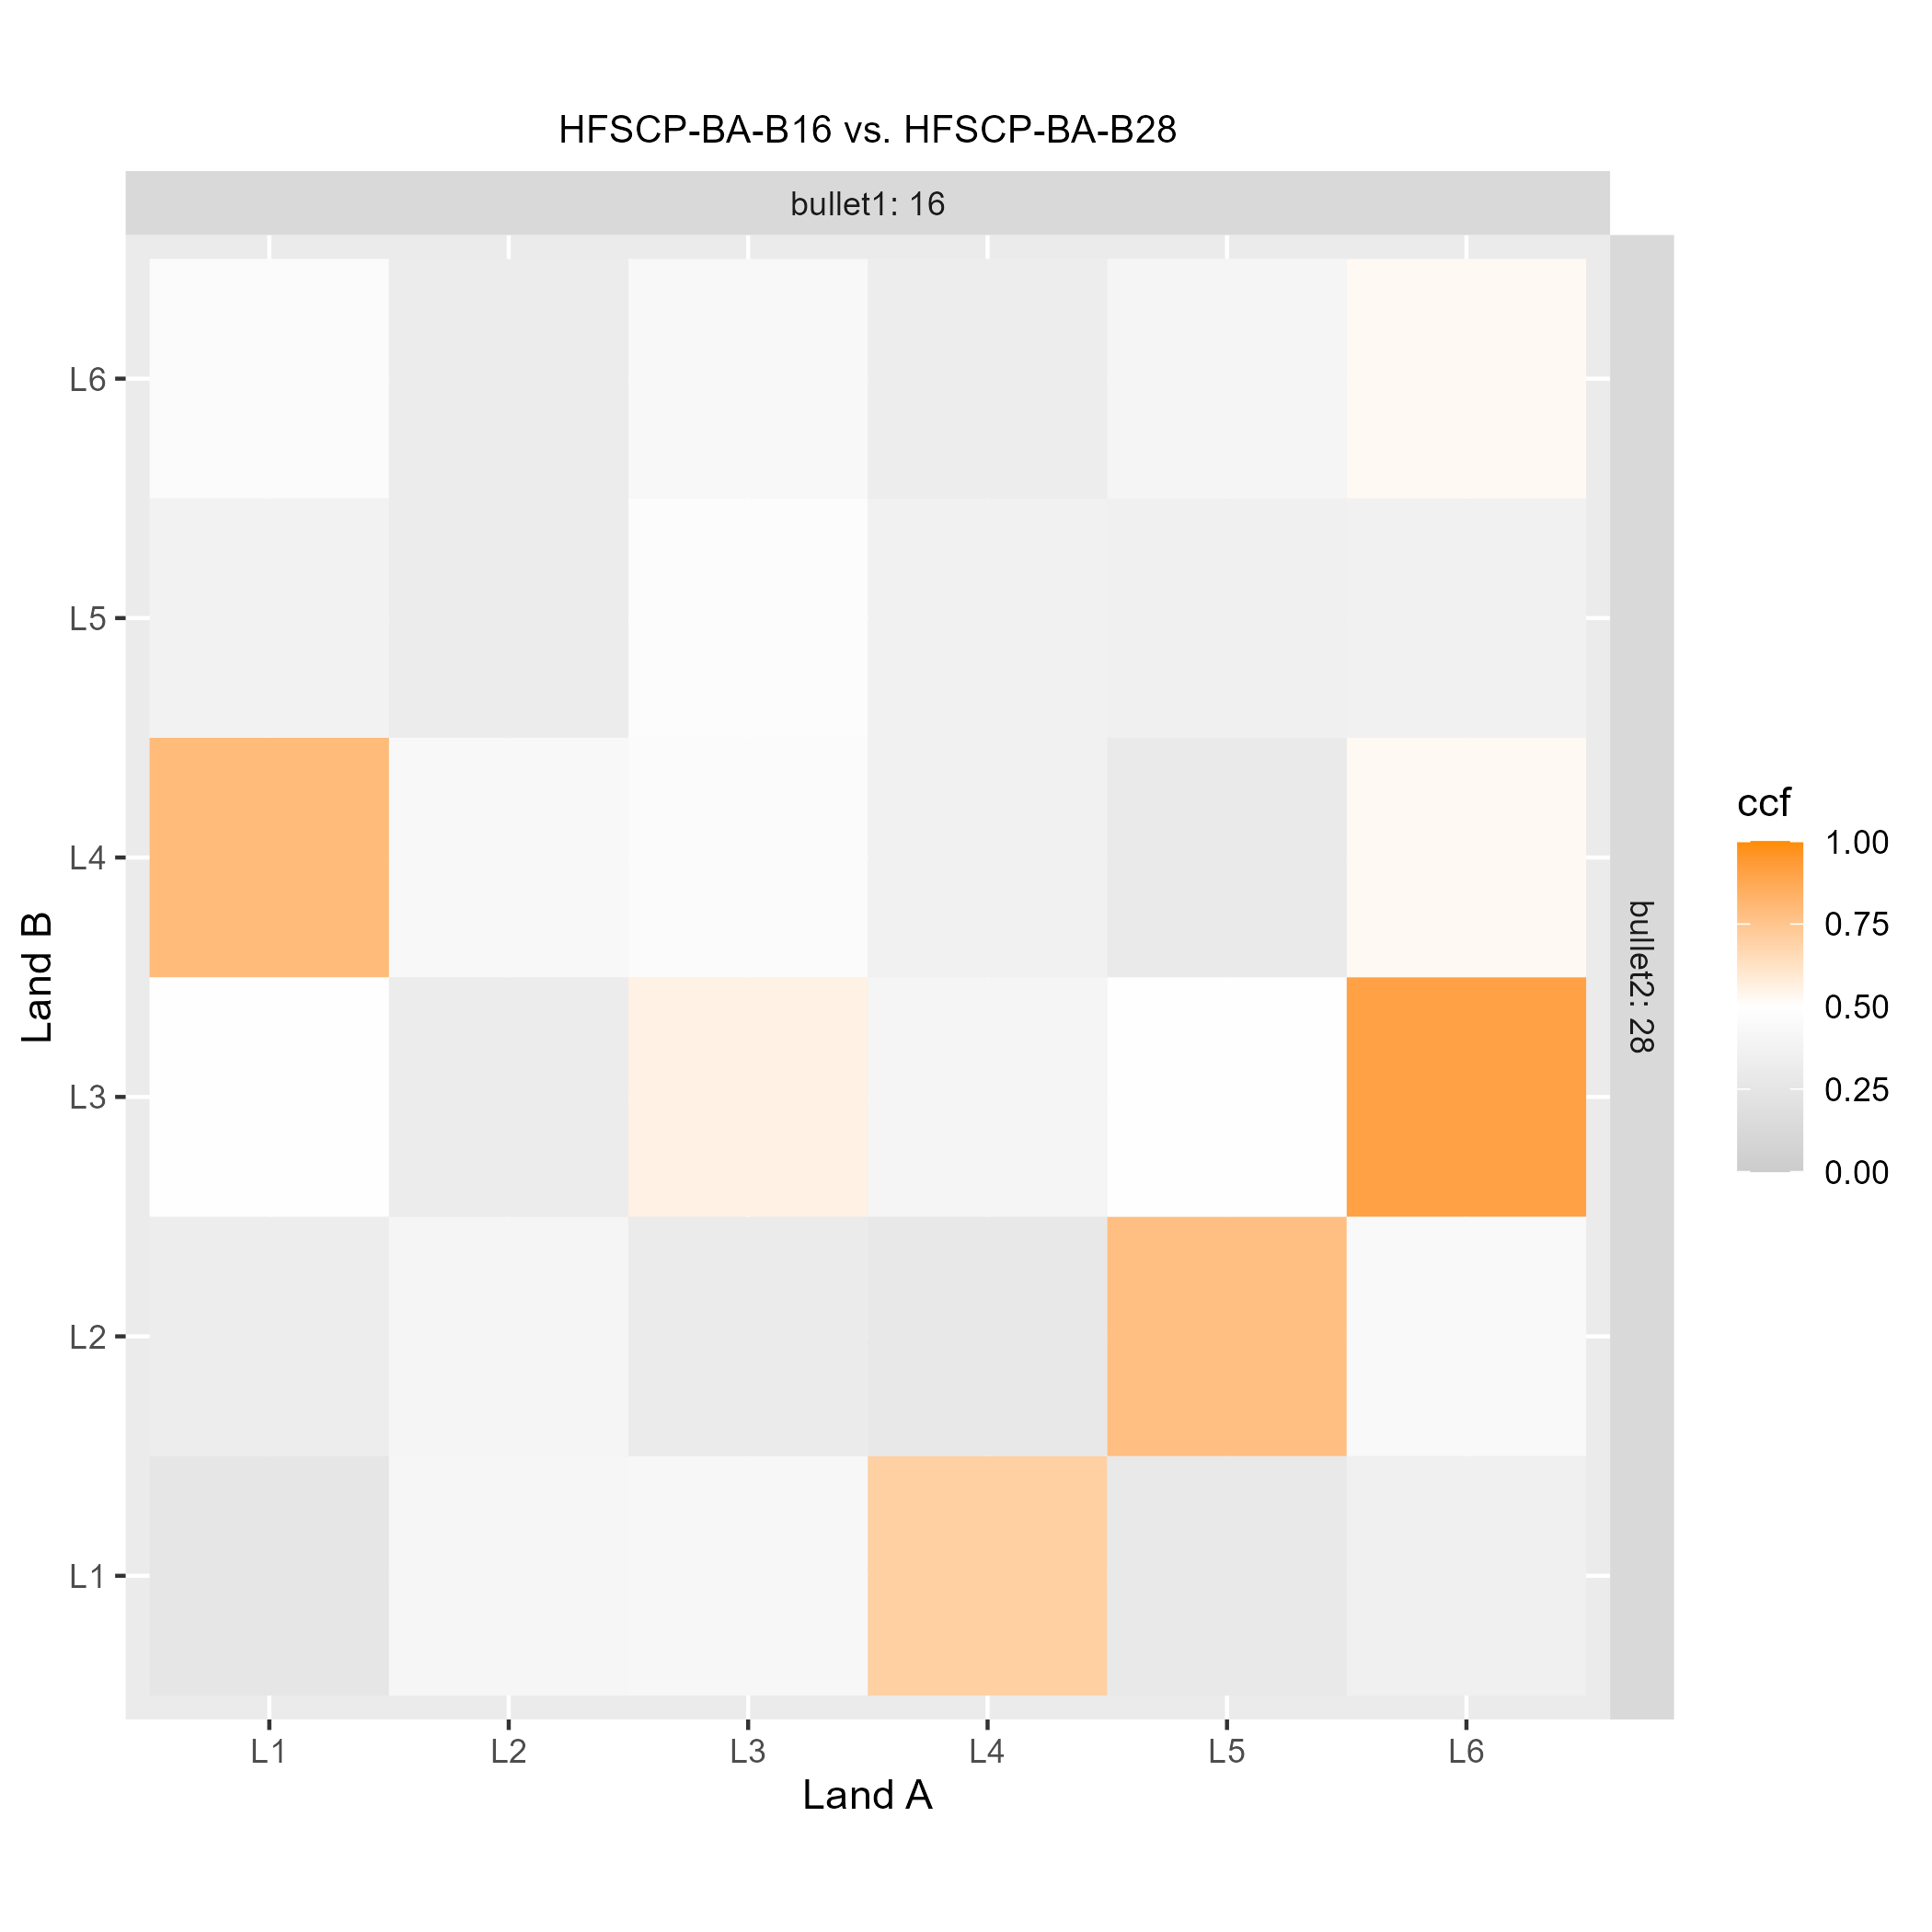 HFSCP-BA-B16 vs. HFSCP-BA-B28
bullet1: 16
L6
L5
L4
L3
L2
L1
Land B
bullet2: 28
L1 L2 L3 L4 L5 L6
Land A
ccf
1.00
0.75
0.50
0.25
0.00